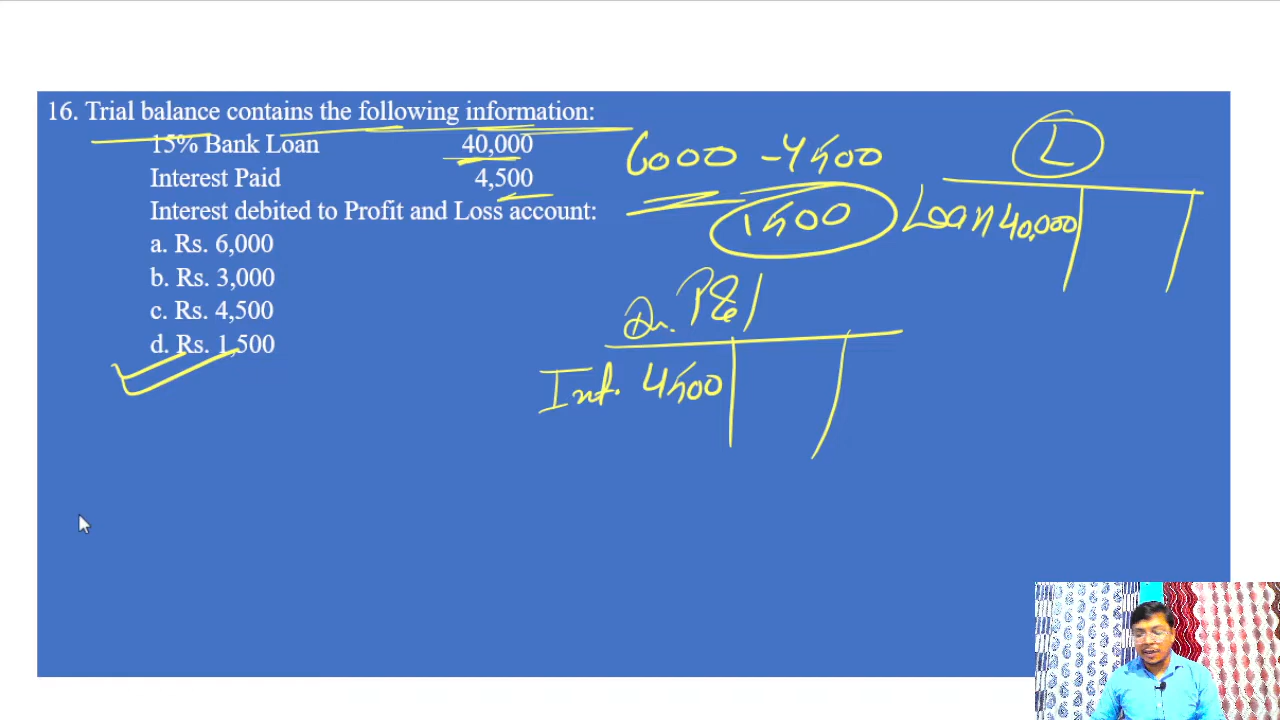 16. Trial balance contains the following information:
15% Bank Loan 40,000
Interest Paid 4,500
Interest debited to Profit and Loss account:
a. Rs. 6,000
b. Rs. 3,000
c. Rs. 4,500
d. Rs. 1,500
6000 - 4500
1500
L
Loan 40,000
Dr. P&L
Int. 4500